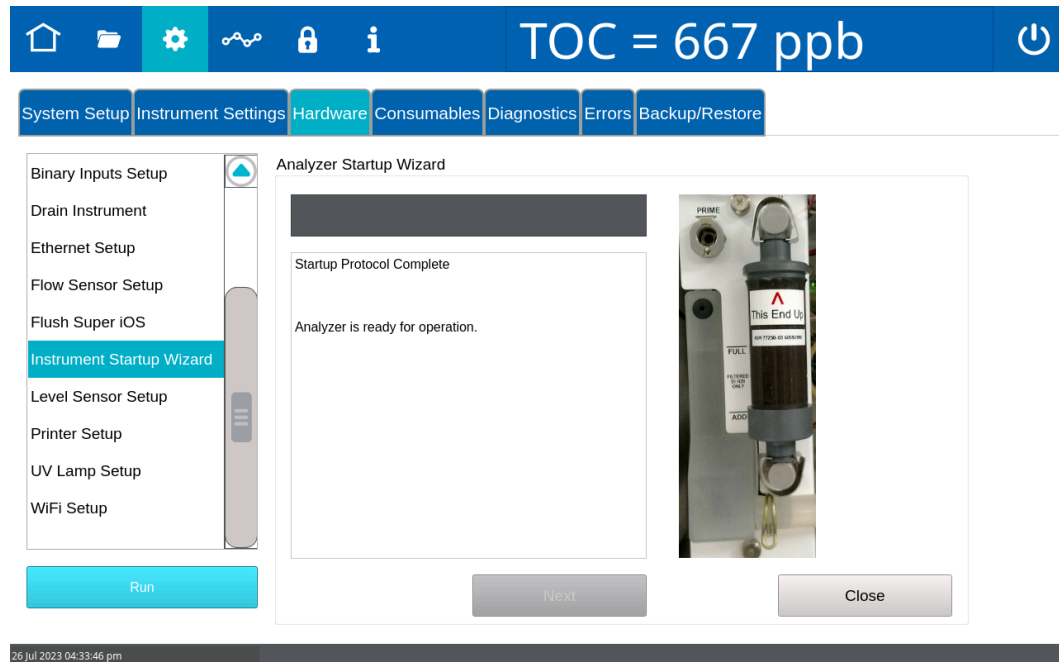 TOC = 667 ppb
System Setup
Instrument Settings
Hardware
Consumables
Diagnostics
Errors
Backup/Restore
Binary Inputs Setup
Drain Instrument
Ethernet Setup
Flow Sensor Setup
Flush Super iOS
Instrument Startup Wizard
Level Sensor Setup
Printer Setup
UV Lamp Setup
WiFi Setup
Run
Analyzer Startup Wizard
Startup Protocol Complete
Analyzer is ready for operation.
PRIME
This End Up
FULL
FILTERED
DI H2O
ONLY
ADD
Next
Close
26 Jul 2023 04:33:46 pm